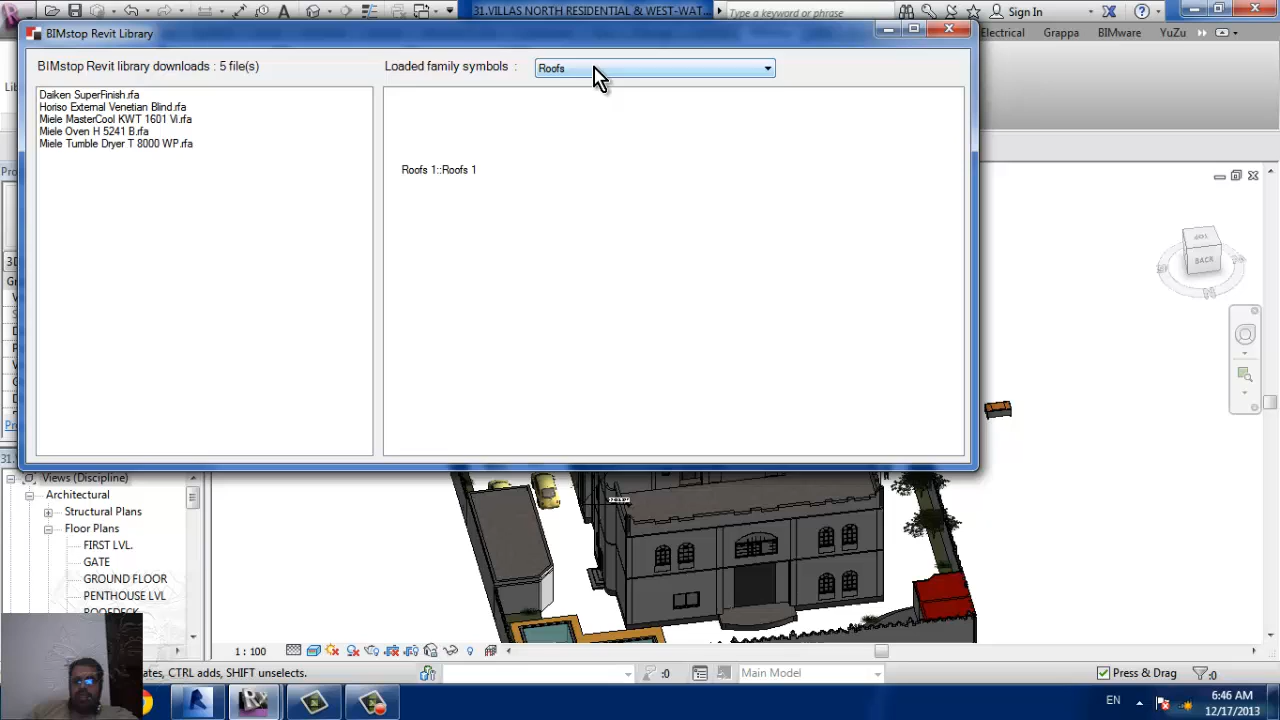 31.VILLAS NORTH RESIDENTIAL & WEST-WAT...
Type a keyword or phrase
Sign In
BIMstop Revit Library
Electrical
Grappa
BIMware
YuZu
BIMstop Revit library downloads : 5 file(s)
Loaded family symbols :
Roofs
Daiken SuperFinish.rfa
Horiso External Venetian Blind.rfa
Miele MasterCool KWT 1601 Vi.rfa
Miele Oven H 5241 B.rfa
Miele Tumble Dryer T 8000 WP.rfa
Roofs 1::Roofs 1
TOP
BACK
Views (Discipline)
Architectural
Structural Plans
Floor Plans
FIRST LVL.
GATE
GROUND FLOOR
PENTHOUSE LVL
ROOFDECK
1 : 100
ates, CTRL adds, SHIFT unselects.
:0
Main Model
Press & Drag
:0
EN
6:46 AM
12/17/2013